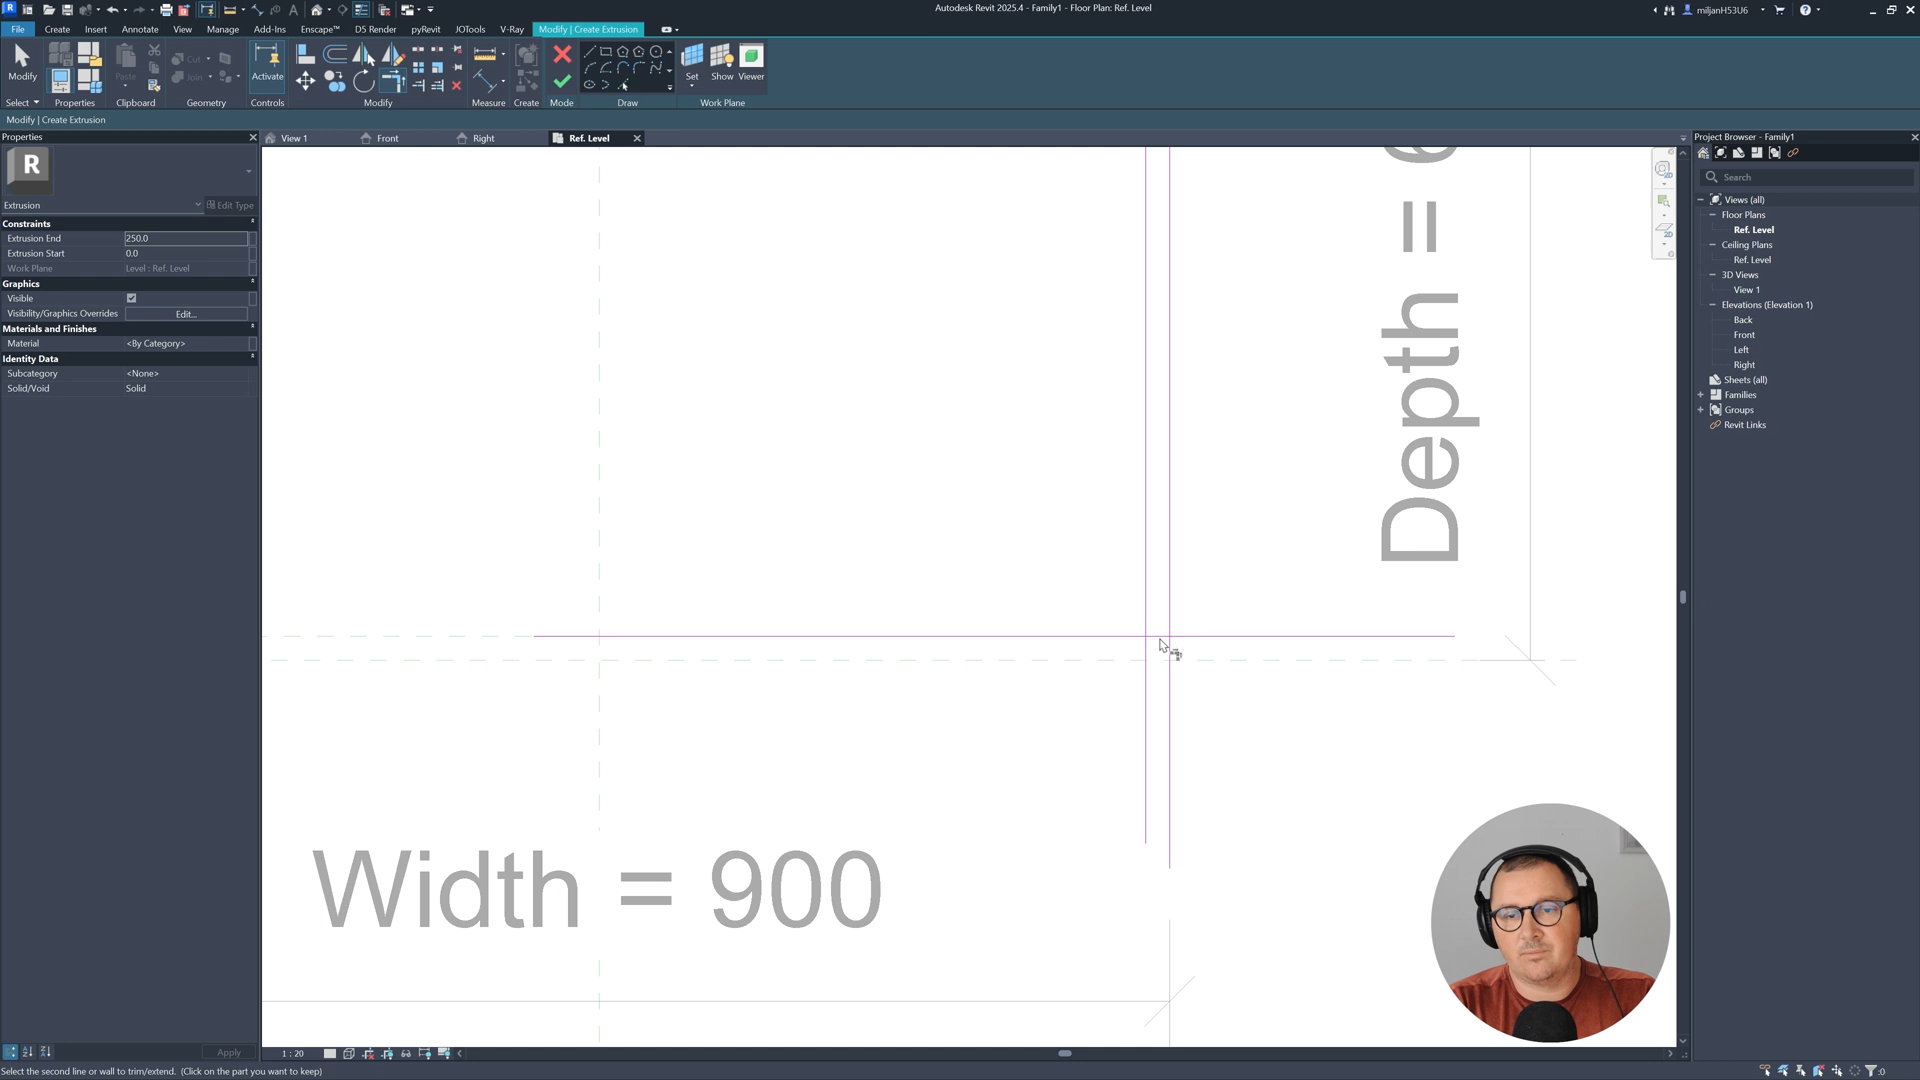 Autodesk Revit 2025.4 - Family1 - Floor Plan: Ref. Level
miljanH53U6
File
Create
Insert
Annotate
View
Manage
Add-Ins
Enscape™
D5 Render
pyRevit
JOTools
V-Ray
Modify | Create Extrusion
Modify
Paste
Cut
Join
Activate
Set
Show
Viewer
Select
Properties
Clipboard
Geometry
Controls
Modify
Measure
Create
Mode
Draw
Work Plane
Modify | Create Extrusion
Properties
View 1
Front
Right
Ref. Level
Project Browser - Family1
R
Search
Extrusion
Edit Type
Constraints
Extrusion End
250.0
Extrusion Start
0.0
Work Plane
Level : Ref. Level
Graphics
Visible
Visibility/Graphics Overrides
Edit...
Materials and Finishes
Material
<By Category>
Identity Data
Subcategory
<None>
Solid/Void
Solid
Views (all)
Floor Plans
Ref. Level
Ceiling Plans
Ref. Level
3D Views
View 1
Elevations (Elevation 1)
Back
Front
Left
Right
Sheets (all)
Families
Groups
Revit Links
Depth = 6
Width = 900
Apply
1 : 20
Select the second line or wall to trim/extend. (Click on the part you want to keep)
:0